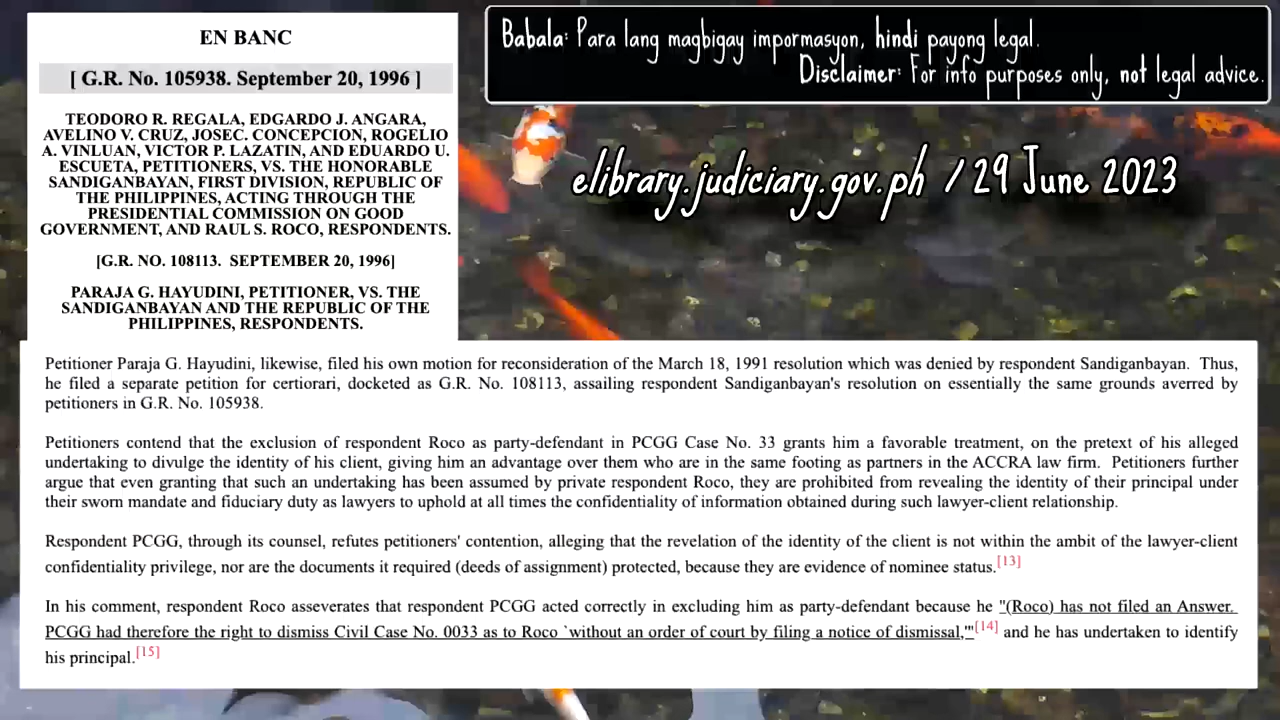 EN BANC
[ G.R. No. 105938. September 20, 1996 ]
TEODORO R. REGALA, EDGARDO J. ANGARA,
AVELINO V. CRUZ, JOSEC. CONCEPCION, ROGELIO
A. VINLUAN, VICTOR P. LAZATIN, AND EDUARDO U.
ESCUETA, PETITIONERS, VS. THE HONORABLE
SANDIGANBAYAN, FIRST DIVISION, REPUBLIC OF
THE PHILIPPINES, ACTING THROUGH THE
PRESIDENTIAL COMMISSION ON GOOD
GOVERNMENT, AND RAUL S. ROCO, RESPONDENTS.
[G.R. NO. 108113. SEPTEMBER 20, 1996]
PARAJA G. HAYUDINI, PETITIONER, VS. THE
SANDIGANBAYAN AND THE REPUBLIC OF THE
PHILIPPINES, RESPONDENTS.
Babala: Para lang magbigay impormasyon, hindi payong legal.
Disclaimer: For info purposes only, not legal advice.
elibrary.judiciary.gov.ph / 29 June 2023
Petitioner Paraja G. Hayudini, likewise, filed his own motion for reconsideration of the March 18, 1991 resolution which was denied by respondent Sandiganbayan. Thus,
he filed a separate petition for certiorari, docketed as G.R. No. 108113, assailing respondent Sandiganbayan's resolution on essentially the same grounds averred by
petitioners in G.R. No. 105938.
Petitioners contend that the exclusion of respondent Roco as party-defendant in PCGG Case No. 33 grants him a favorable treatment, on the pretext of his alleged
undertaking to divulge the identity of his client, giving him an advantage over them who are in the same footing as partners in the ACCRA law firm. Petitioners further
argue that even granting that such an undertaking has been assumed by private respondent Roco, they are prohibited from revealing the identity of their principal under
their sworn mandate and fiduciary duty as lawyers to uphold at all times the confidentiality of information obtained during such lawyer-client relationship.
Respondent PCGG, through its counsel, refutes petitioners' contention, alleging that the revelation of the identity of the client is not within the ambit of the lawyer-client
confidentiality privilege, nor are the documents it required (deeds of assignment) protected, because they are evidence of nominee status.[13]
In his comment, respondent Roco asseverates that respondent PCGG acted correctly in excluding him as party-defendant because he "(Roco) has not filed an Answer.
PCGG had therefore the right to dismiss Civil Case No. 0033 as to Roco `without an order of court by filing a notice of dismissal,'"[14] and he has undertaken to identify
his principal.[15]